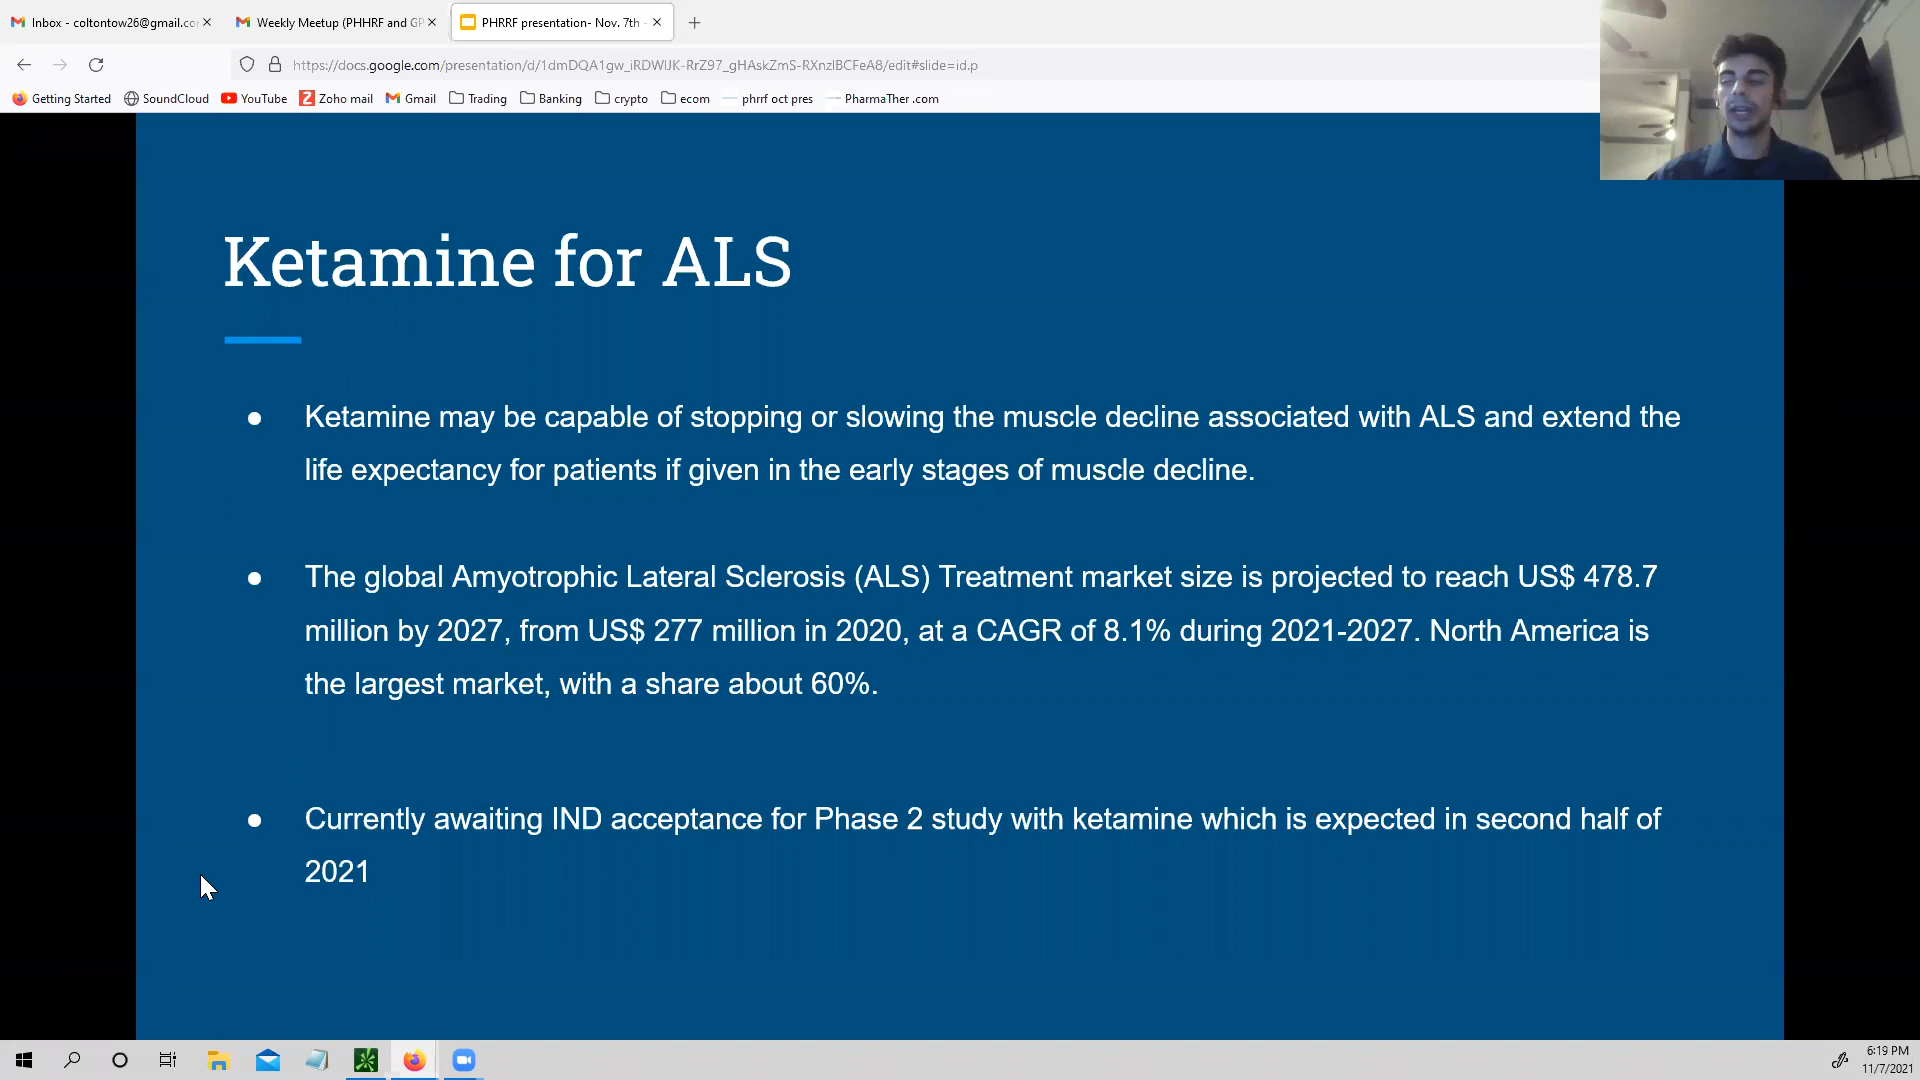 Inbox - coltontow26@gmail.co
Weekly Meetup (PHHRF and GP
PHRRF presentation- Nov. 7th -
https://docs.google.com/presentation/d/1dmDQA1gw_iRDWIJK-RrZ97_gHAskZmS-RXnzlBCFeA8/edit#slide=id.p
Getting Started SoundCloud YouTube Zoho mail Gmail Trading Banking crypto ecom phrrf oct pres PharmaTher .com
Ketamine for ALS
● Ketamine may be capable of stopping or slowing the muscle decline associated with ALS and extend the
life expectancy for patients if given in the early stages of muscle decline.
● The global Amyotrophic Lateral Sclerosis (ALS) Treatment market size is projected to reach US$ 478.7
million by 2027, from US$ 277 million in 2020, at a CAGR of 8.1% during 2021-2027. North America is
the largest market, with a share about 60%.
● Currently awaiting IND acceptance for Phase 2 study with ketamine which is expected in second half of
2021
6:19 PM
11/7/2021